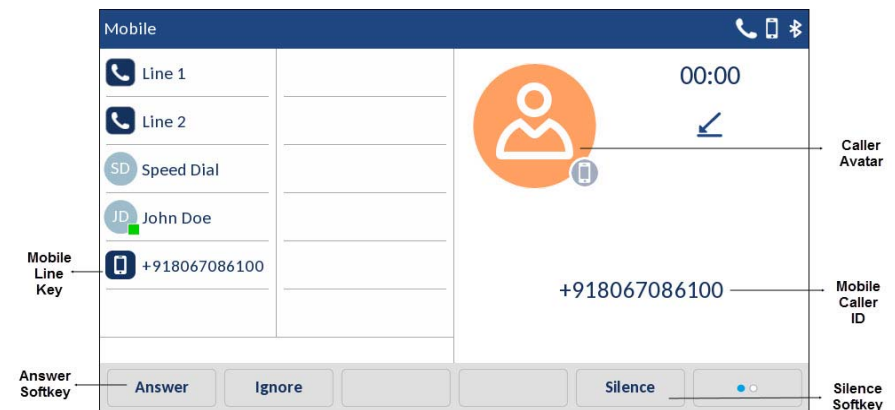 Mobile
Line 1
00:00
Line 2
Caller
Avatar
SD Speed Dial
JD John Doe
Mobile
Line
Key
+918067086100
+918067086100
Mobile
Caller
ID
Answer
Softkey
Answer Ignore Silence
Silence
Softkey